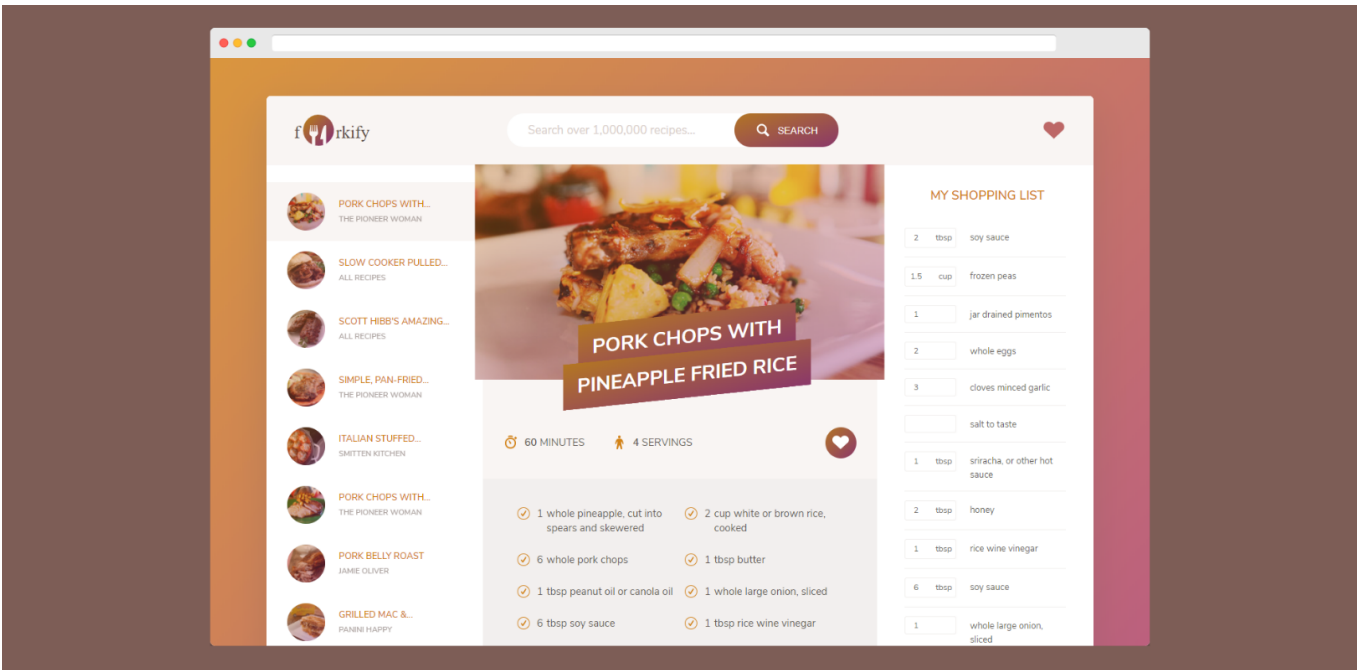 forkify
Search over 1,000,000 recipes...
SEARCH
PORK CHOPS WITH...
THE PIONEER WOMAN
SLOW COOKER PULLED...
ALL RECIPES
SCOTT HIBB'S AMAZING...
ALL RECIPES
SIMPLE, PAN-FRIED...
THE PIONEER WOMAN
ITALIAN STUFFED...
SMITTEN KITCHEN
PORK CHOPS WITH...
THE PIONEER WOMAN
PORK BELLY ROAST
JAMIE OLIVER
GRILLED MAC &...
PANINI HAPPY
PORK CHOPS WITH
PINEAPPLE FRIED RICE
60 MINUTES
4 SERVINGS
1 whole pineapple, cut into
spears and skewered
2 cup white or brown rice,
cooked
6 whole pork chops
1 tbsp butter
1 tbsp peanut oil or canola oil
1 whole large onion, sliced
6 tbsp soy sauce
1 tbsp rice wine vinegar
MY SHOPPING LIST
2 tbsp soy sauce
1.5 cup frozen peas
1 jar drained pimentos
2 whole eggs
3 cloves minced garlic
salt to taste
1 tbsp sriracha, or other hot
sauce
2 tbsp honey
1 tbsp rice wine vinegar
6 tbsp soy sauce
1 whole large onion,
sliced